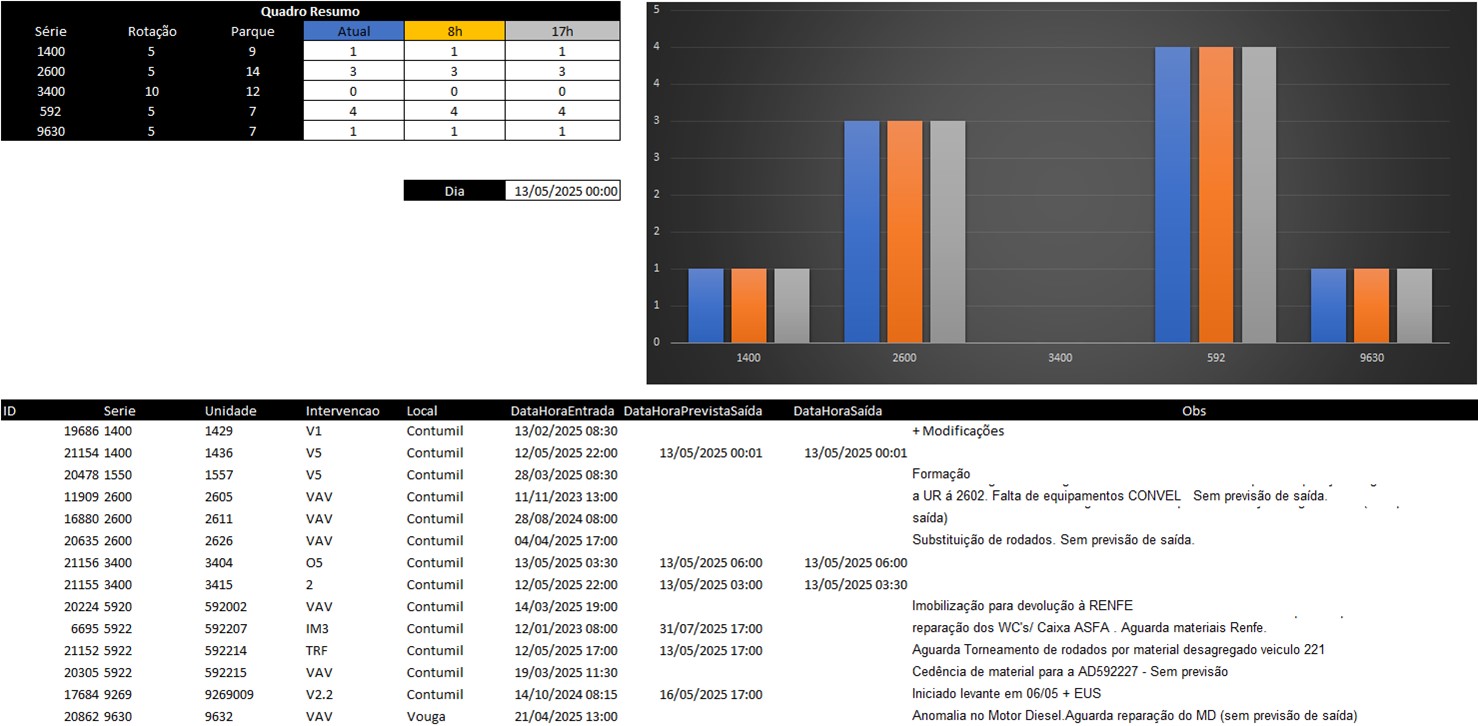 Quadro Resumo
Série Rotação Parque Atual 8h 17h
1400 5 9 1 1 1
2600 5 14 3 3 3
3400 10 12 0 0 0
592 5 7 4 4 4
9630 5 7 1 1 1
Dia 13/05/2025 00:00
5
4
4
3
3
2
2
1
1
0
1400 2600 3400 592 9630
ID Serie Unidade Intervencao Local DataHoraEntrada DataHoraPrevistaSaída DataHoraSaída Obs
19686 1400 1429 V1 Contumil 13/02/2025 08:30 + Modificações
21154 1400 1436 V5 Contumil 12/05/2025 22:00 13/05/2025 00:01 13/05/2025 00:01
20478 1550 1557 V5 Contumil 28/03/2025 08:30 Formação
11909 2600 2605 VAV Contumil 11/11/2023 13:00 a UR á 2602. Falta de equipamentos CONVEL Sem previsão de saída.
16880 2600 2611 VAV Contumil 28/08/2024 08:00 saída)
20635 2600 2626 VAV Contumil 04/04/2025 17:00 Substituição de rodados. Sem previsão de saída.
21156 3400 3404 O5 Contumil 13/05/2025 03:30 13/05/2025 06:00 13/05/2025 06:00
21155 3400 3415 2 Contumil 12/05/2025 22:00 13/05/2025 03:00 13/05/2025 03:30
20224 5920 592002 VAV Contumil 14/03/2025 19:00 Imobilização para devolução à RENFE
6695 5922 592207 IM3 Contumil 12/01/2023 08:00 31/07/2025 17:00 reparação dos WC's/ Caixa ASFA . Aguarda materiais Renfe.
21152 5922 592214 TRF Contumil 12/05/2025 17:00 13/05/2025 17:00 Aguarda Torneamento de rodados por material desagregado veiculo 221
20305 5922 592215 VAV Contumil 19/03/2025 11:30 Cedência de material para a AD592227 - Sem previsão
17684 9269 9269009 V2.2 Contumil 14/10/2024 08:15 16/05/2025 17:00 Iniciado levante em 06/05 + EUS
20862 9630 9632 VAV Vouga 21/04/2025 13:00 Anomalia no Motor Diesel.Aguarda reparação do MD (sem previsão de saída)